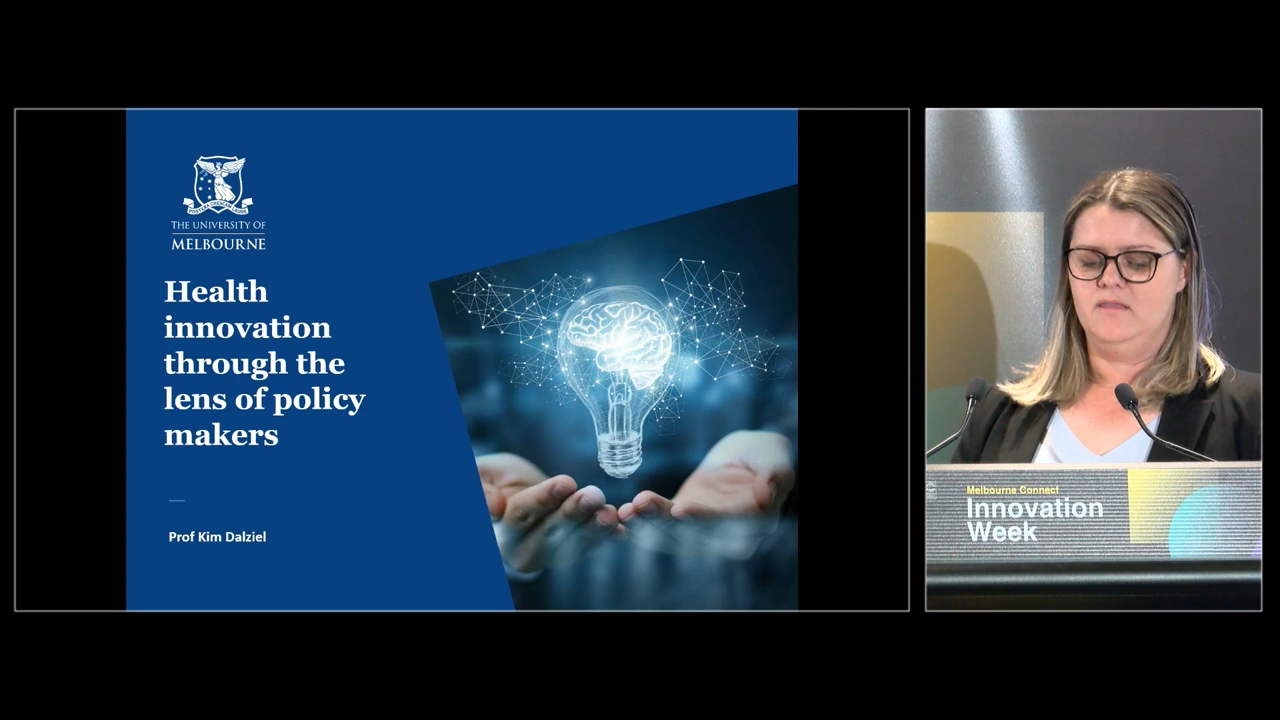 THE UNIVERSITY OF
MELBOURNE
Health
innovation
through the
lens of policy
makers
Prof Kim Dalziel
Melbourne Connect
Innovation
Week